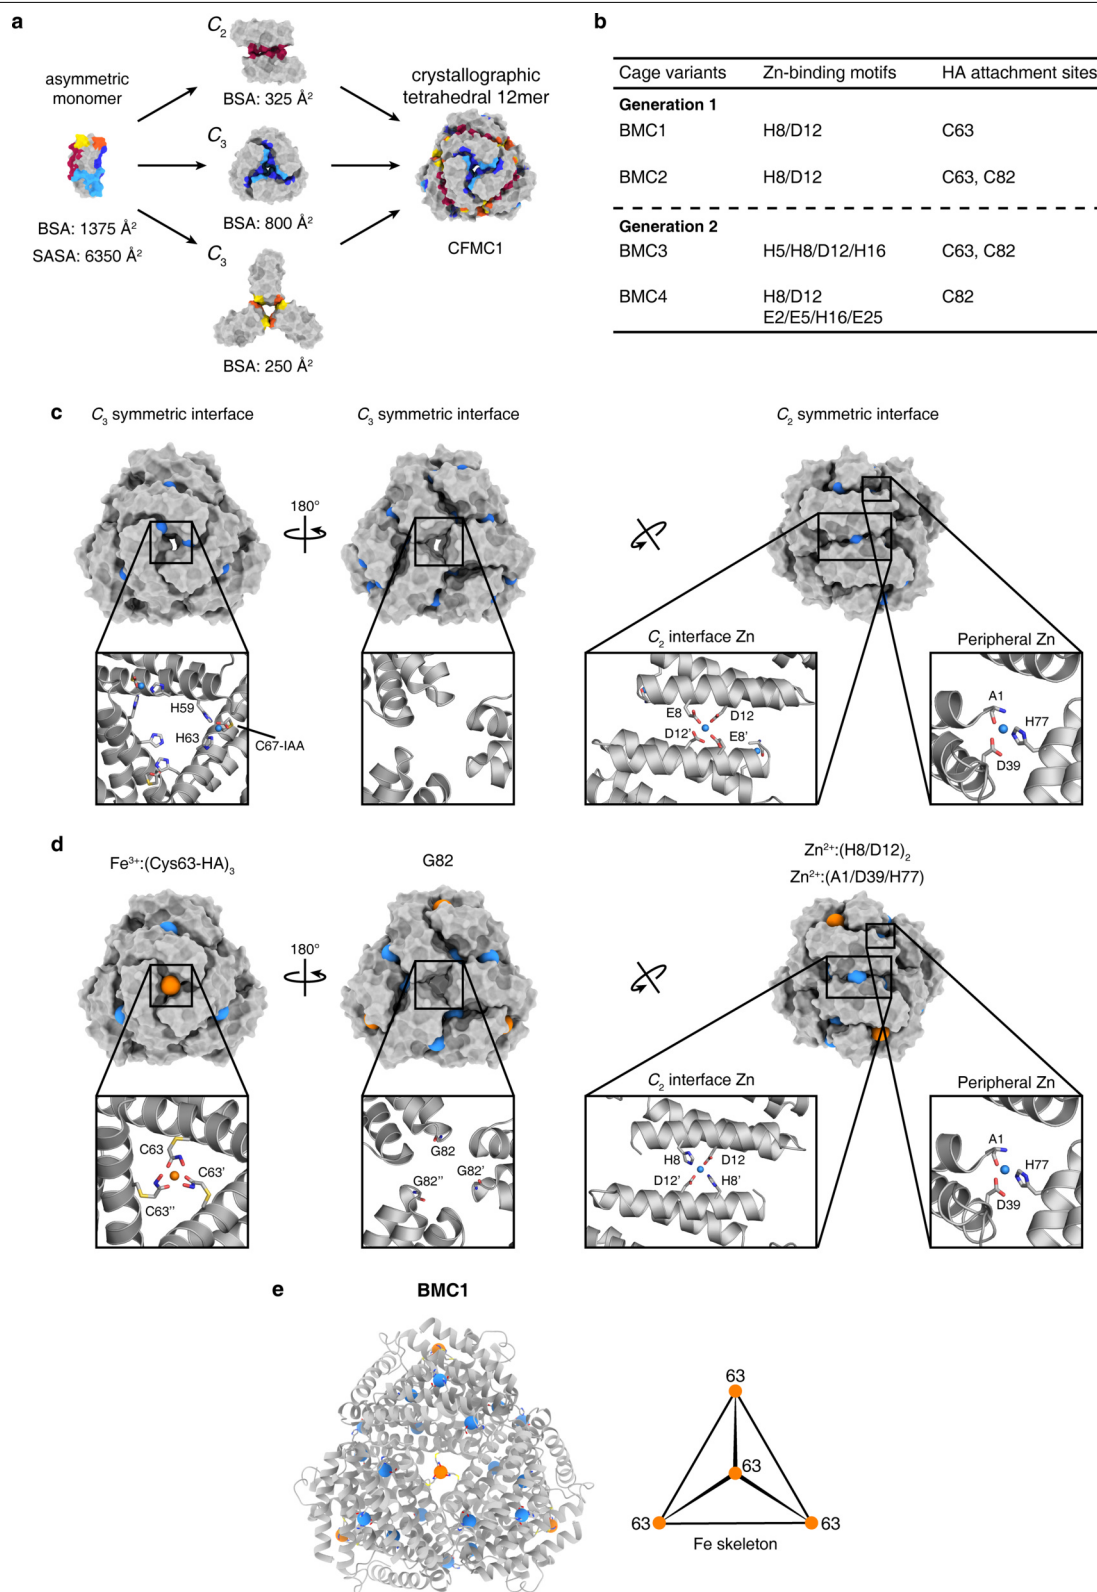 a
asymmetric
monomer
BSA: 1375 Å²
SASA: 6350 Å²
C₂
BSA: 325 Å²
C₃
BSA: 800 Å²
C₃
BSA: 250 Å²
crystallographic
tetrahedral 12mer
CFMC1
b
Cage variants Zn-binding motifs HA attachment sites
Generation 1
BMC1 H8/D12 C63
BMC2 H8/D12 C63, C82
Generation 2
BMC3 H5/H8/D12/H16 C63, C82
BMC4 H8/D12 C82
E2/E5/H16/E25
c
C₃ symmetric interface
C₃ symmetric interface
C₂ symmetric interface
180°
H59
H63
C67-IAA
C₂ interface Zn
E8
D12
D12'
E8'
Peripheral Zn
A1
H77
D39
d
Fe³⁺:(Cys63-HA)₃
G82
Zn²⁺:(H8/D12)₂
Zn²⁺:(A1/D39/H77)
180°
C63
C63'
C63''
G82
G82'
G82''
C₂ interface Zn
H8
D12
D12'
H8'
Peripheral Zn
A1
H77
D39
e
BMC1
63
63
63
63
Fe skeleton